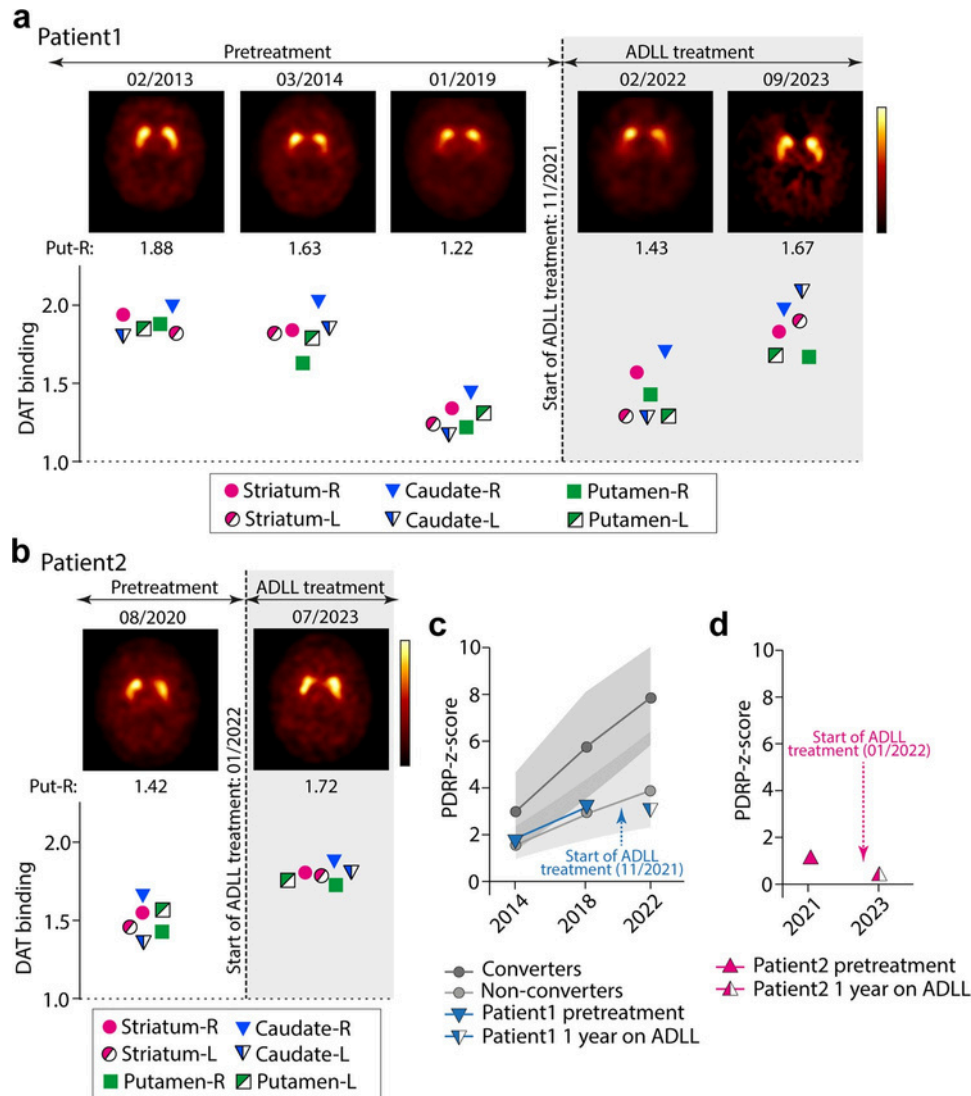 a
Patient1
Pretreatment
ADLL treatment
02/2013
03/2014
01/2019
02/2022
09/2023
Start of ADLL treatment: 11/2021
Put-R:
1.88
1.63
1.22
1.43
1.67
DAT binding
2.0
1.5
1.0
Striatum-R
Caudate-R
Putamen-R
Striatum-L
Caudate-L
Putamen-L
b
Patient2
Pretreatment
ADLL treatment
08/2020
07/2023
Start of ADLL treatment: 01/2022
Put-R:
1.42
1.72
DAT binding
2.0
1.5
1.0
Striatum-R
Caudate-R
Striatum-L
Caudate-L
Putamen-R
Putamen-L
c
PDRP-z-score
10
8
6
4
2
0
Start of ADLL
treatment (11/2021)
2014
2018
2022
Converters
Non-converters
Patient1 pretreatment
Patient1 1 year on ADLL
d
PDRP-z-score
10
8
6
4
2
0
Start of ADLL
treatment (01/2022)
2021
2023
Patient2 pretreatment
Patient2 1 year on ADLL